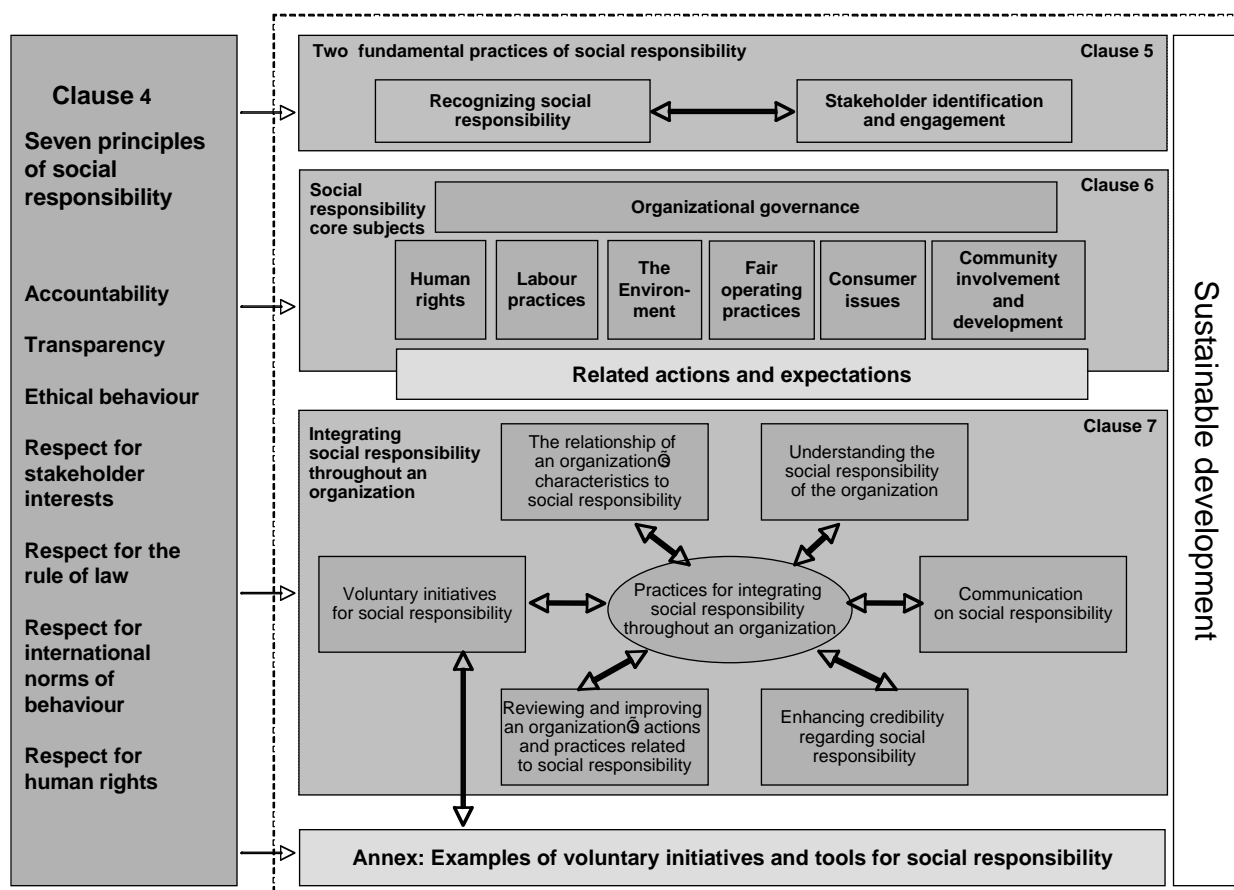 Clause 4
Seven principles
of social
responsibility
Accountability
Transparency
Ethical behaviour
Respect for
stakeholder
interests
Respect for the
rule of law
Respect for
international
norms of
behaviour
Respect for
human rights
Two fundamental practices of social responsibility
Clause 5
Recognizing social
responsibility
Stakeholder identification
and engagement
Social
responsibility
core subjects
Clause 6
Organizational governance
Human
rights
Labour
practices
The
Environ-
ment
Fair
operating
practices
Consumer
issues
Community
involvement
and
development
Related actions and expectations
Integrating
social responsibility
throughout an
organization
Clause 7
The relationship of
an organizationÕs
characteristics to
social responsibility
Understanding the
social responsibility
of the organization
Voluntary initiatives
for social responsibility
Practices for integrating
social responsibility
throughout an organization
Communication
on social responsibility
Reviewing and improving
an organizationÕs actions
and practices related
to social responsibility
Enhancing credibility
regarding social
responsibility
Annex: Examples of voluntary initiatives and tools for social responsibility
Sustainable development